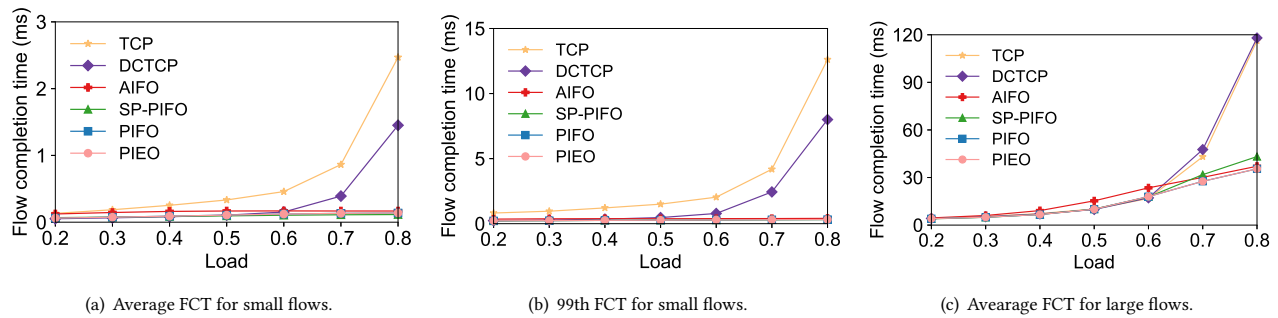 Flow completion time (ms)
3
2
1
0
TCP
DCTCP
AIFO
SP-PIFO
PIFO
PIEO
0.2 0.3 0.4 0.5 0.6 0.7 0.8
Load
(a) Average FCT for small flows.
Flow completion time (ms)
15
10
5
0
TCP
DCTCP
AIFO
SP-PIFO
PIFO
PIEO
0.2 0.3 0.4 0.5 0.6 0.7 0.8
Load
(b) 99th FCT for small flows.
Flow completion time (ms)
120
90
60
30
0
TCP
DCTCP
AIFO
SP-PIFO
PIFO
PIEO
0.2 0.3 0.4 0.5 0.6 0.7 0.8
Load
(c) Avearage FCT for large flows.